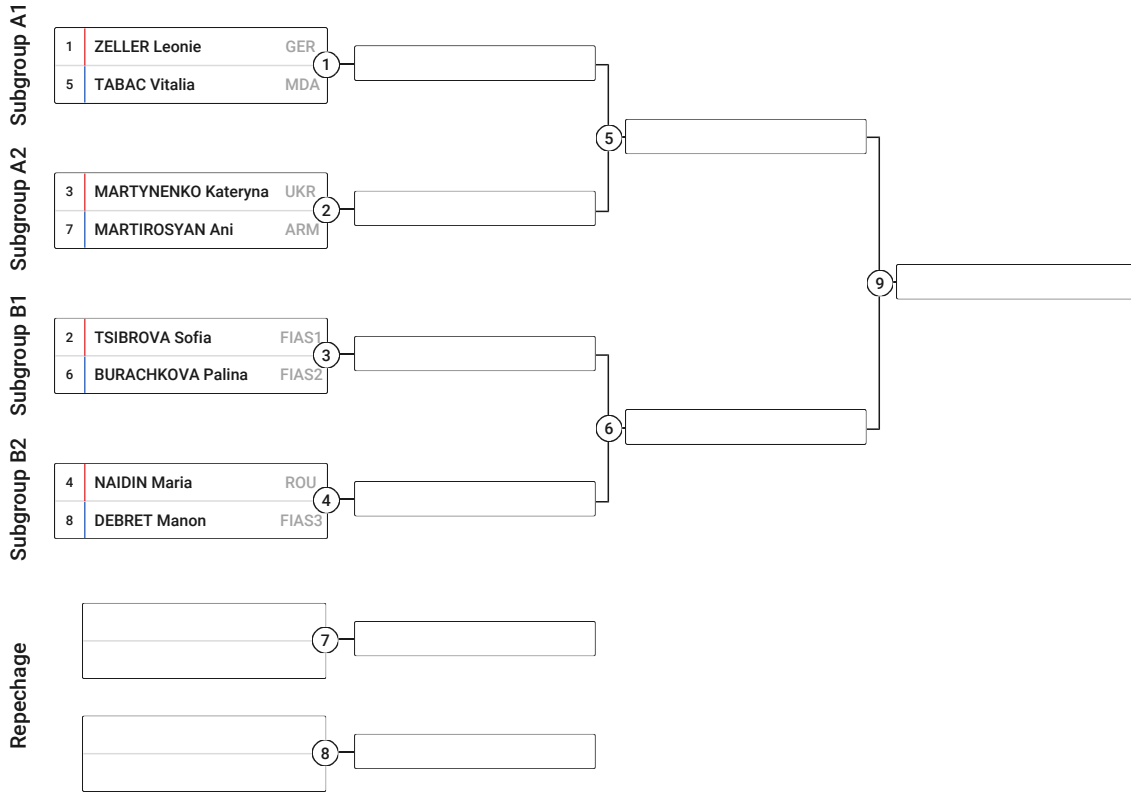 Subgroup A1
1 ZELLER Leonie GER
5 TABAC Vitalia MDA
1
Subgroup A2
3 MARTYNENKO Kateryna UKR
7 MARTIROSYAN Ani ARM
2
5
Subgroup B1
2 TSIBROVA Sofia FIAS1
6 BURACHKOVA Palina FIAS2
3
Subgroup B2
4 NAIDIN Maria ROU
8 DEBRET Manon FIAS3
4
6
9
Repechage
7
8